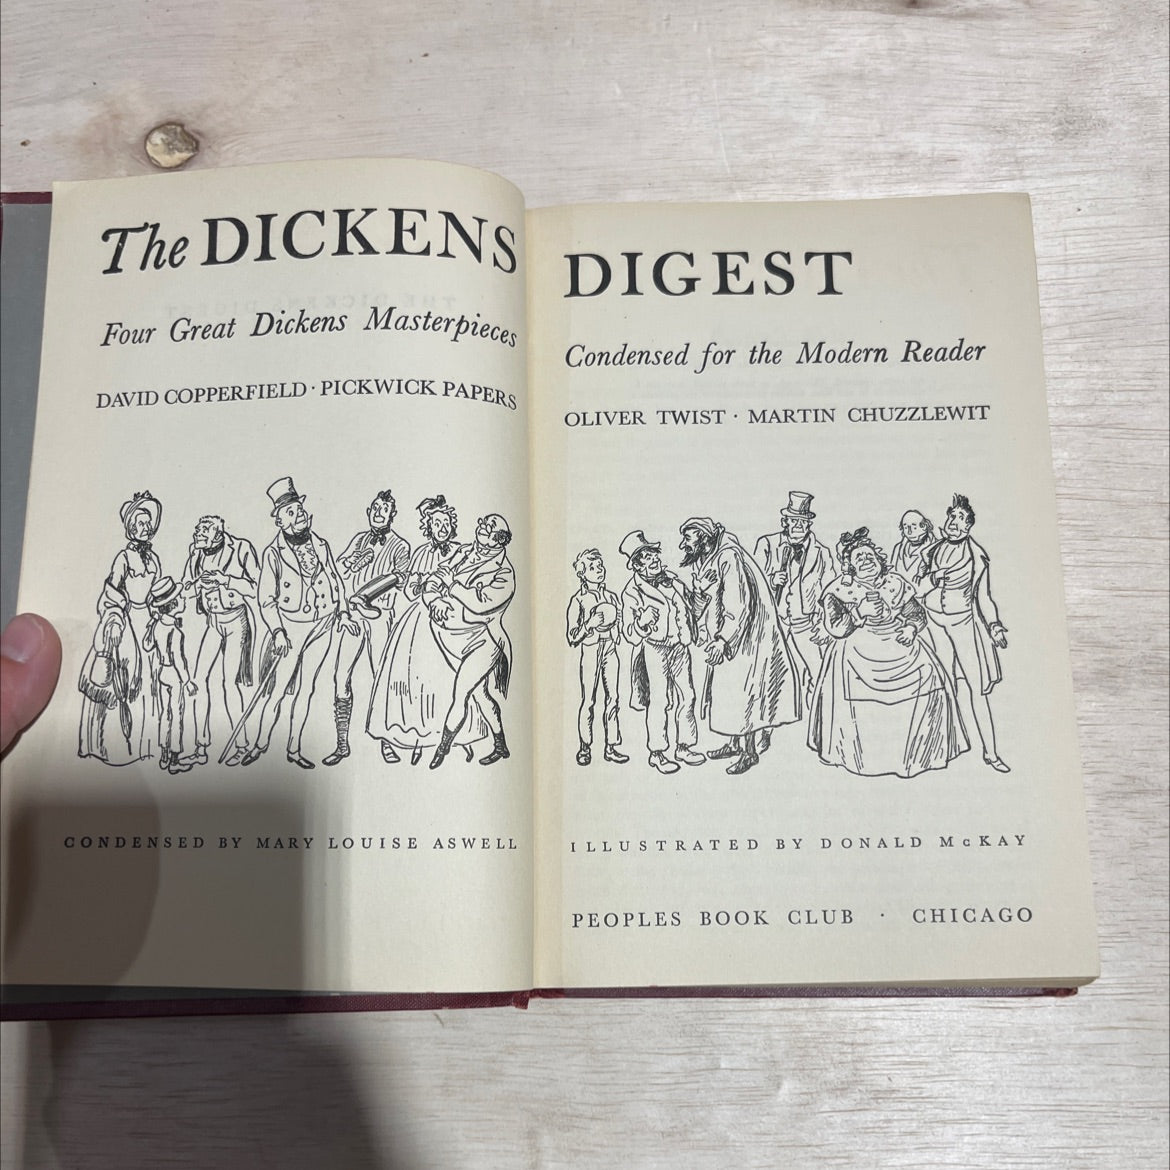 The DICKENS
Four Great Dickens Masterpieces
DAVID COPPERFIELD · PICKWICK PAPERS
CONDENSED BY MARY LOUISE ASWELL
DIGEST
Condensed for the Modern Reader
OLIVER TWIST · MARTIN CHUZZLEWIT
ILLUSTRATED BY DONALD McKAY
PEOPLES BOOK CLUB · CHICAGO